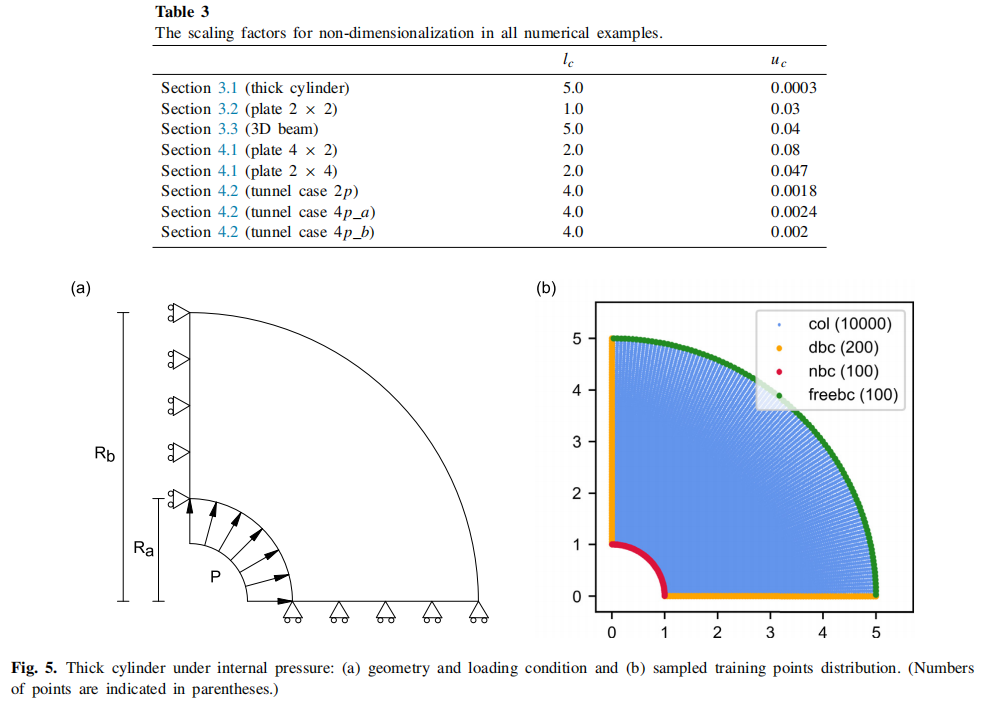 Table 3
The scaling factors for non-dimensionalization in all numerical examples.
l_c u_c
Section 3.1 (thick cylinder) 5.0 0.0003
Section 3.2 (plate 2 × 2) 1.0 0.03
Section 3.3 (3D beam) 5.0 0.04
Section 4.1 (plate 4 × 2) 2.0 0.08
Section 4.1 (plate 2 × 4) 2.0 0.047
Section 4.2 (tunnel case 2p) 4.0 0.0018
Section 4.2 (tunnel case 4p_a) 4.0 0.0024
Section 4.2 (tunnel case 4p_b) 4.0 0.002
(a)
Rb
Ra
P
(b)
col (10000)
dbc (200)
nbc (100)
freebc (100)
5
4
3
2
1
0
0 1 2 3 4 5
Fig. 5. Thick cylinder under internal pressure: (a) geometry and loading condition and (b) sampled training points distribution. (Numbers
of points are indicated in parentheses.)